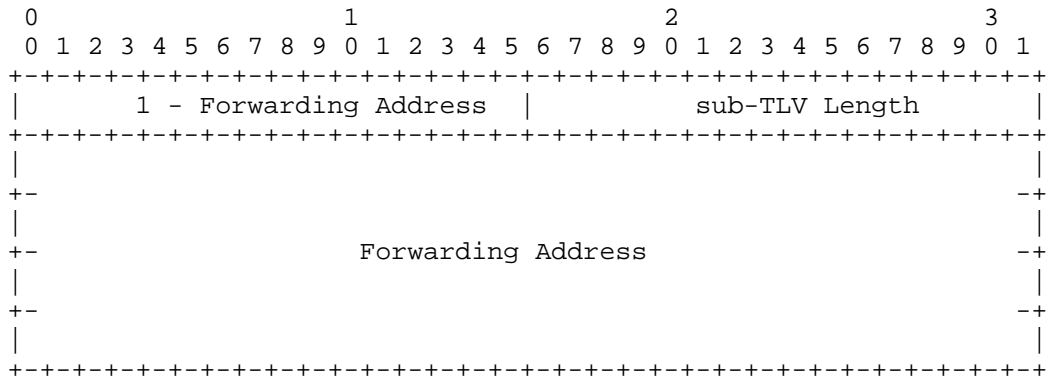 0                   1                   2                   3
 0 1 2 3 4 5 6 7 8 9 0 1 2 3 4 5 6 7 8 9 0 1 2 3 4 5 6 7 8 9 0 1
+-+-+-+-+-+-+-+-+-+-+-+-+-+-+-+-+-+-+-+-+-+-+-+-+-+-+-+-+-+-+-+-+
|       1 - Forwarding Address  |          sub-TLV Length       |
+-+-+-+-+-+-+-+-+-+-+-+-+-+-+-+-+-+-+-+-+-+-+-+-+-+-+-+-+-+-+-+-+
|                                                               |
+-                                                             -+
|                                                               |
+-                    Forwarding Address                       -+
|                                                               |
+-                                                             -+
|                                                               |
+-+-+-+-+-+-+-+-+-+-+-+-+-+-+-+-+-+-+-+-+-+-+-+-+-+-+-+-+-+-+-+-+